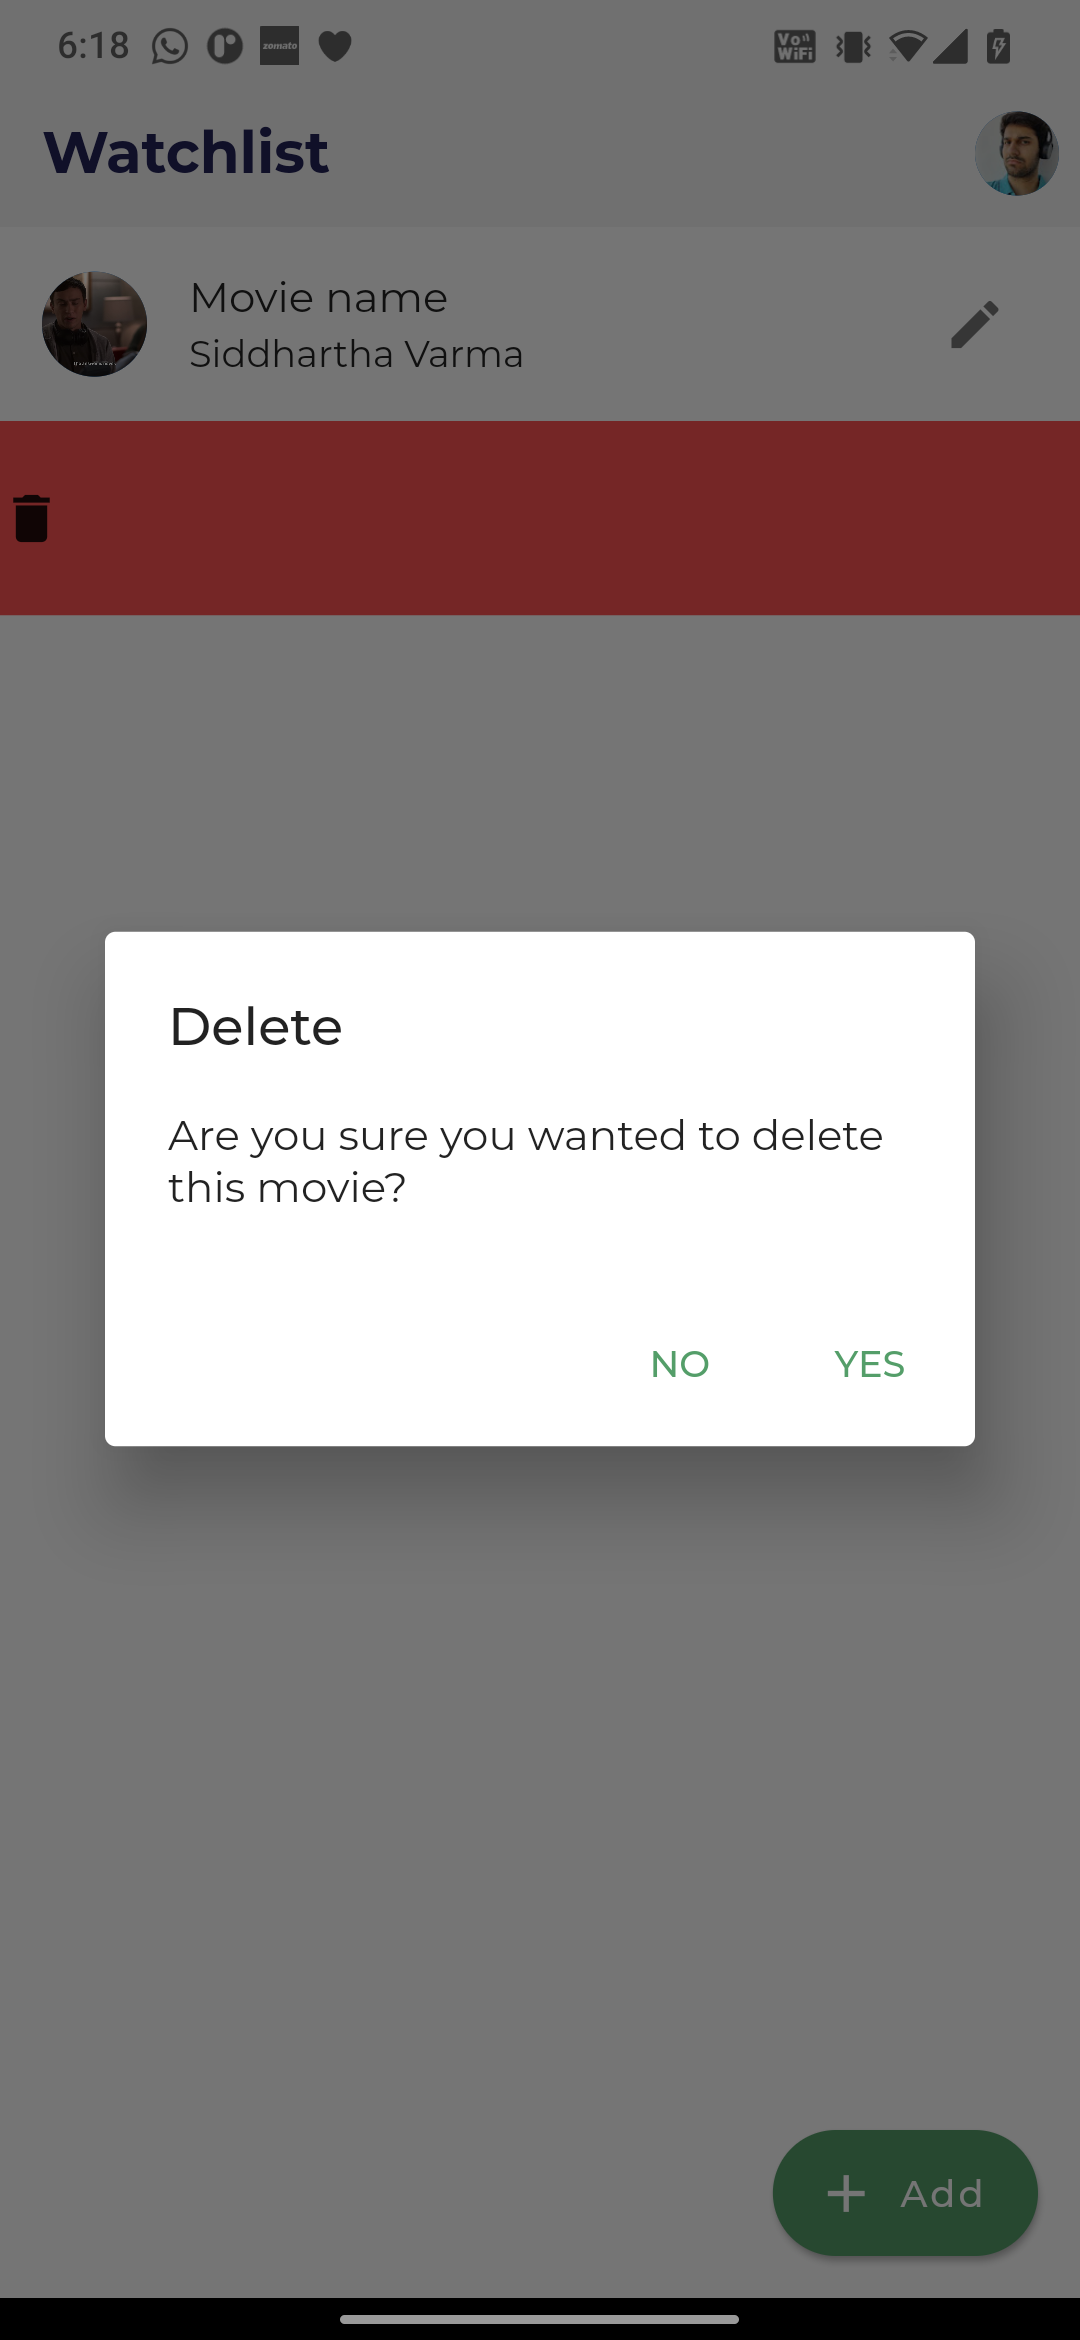 6:18
zomato
Vo
WiFi
Watchlist
Movie name
Siddhartha Varma
Delete
Are you sure you wanted to delete
this movie?
NO YES
Add